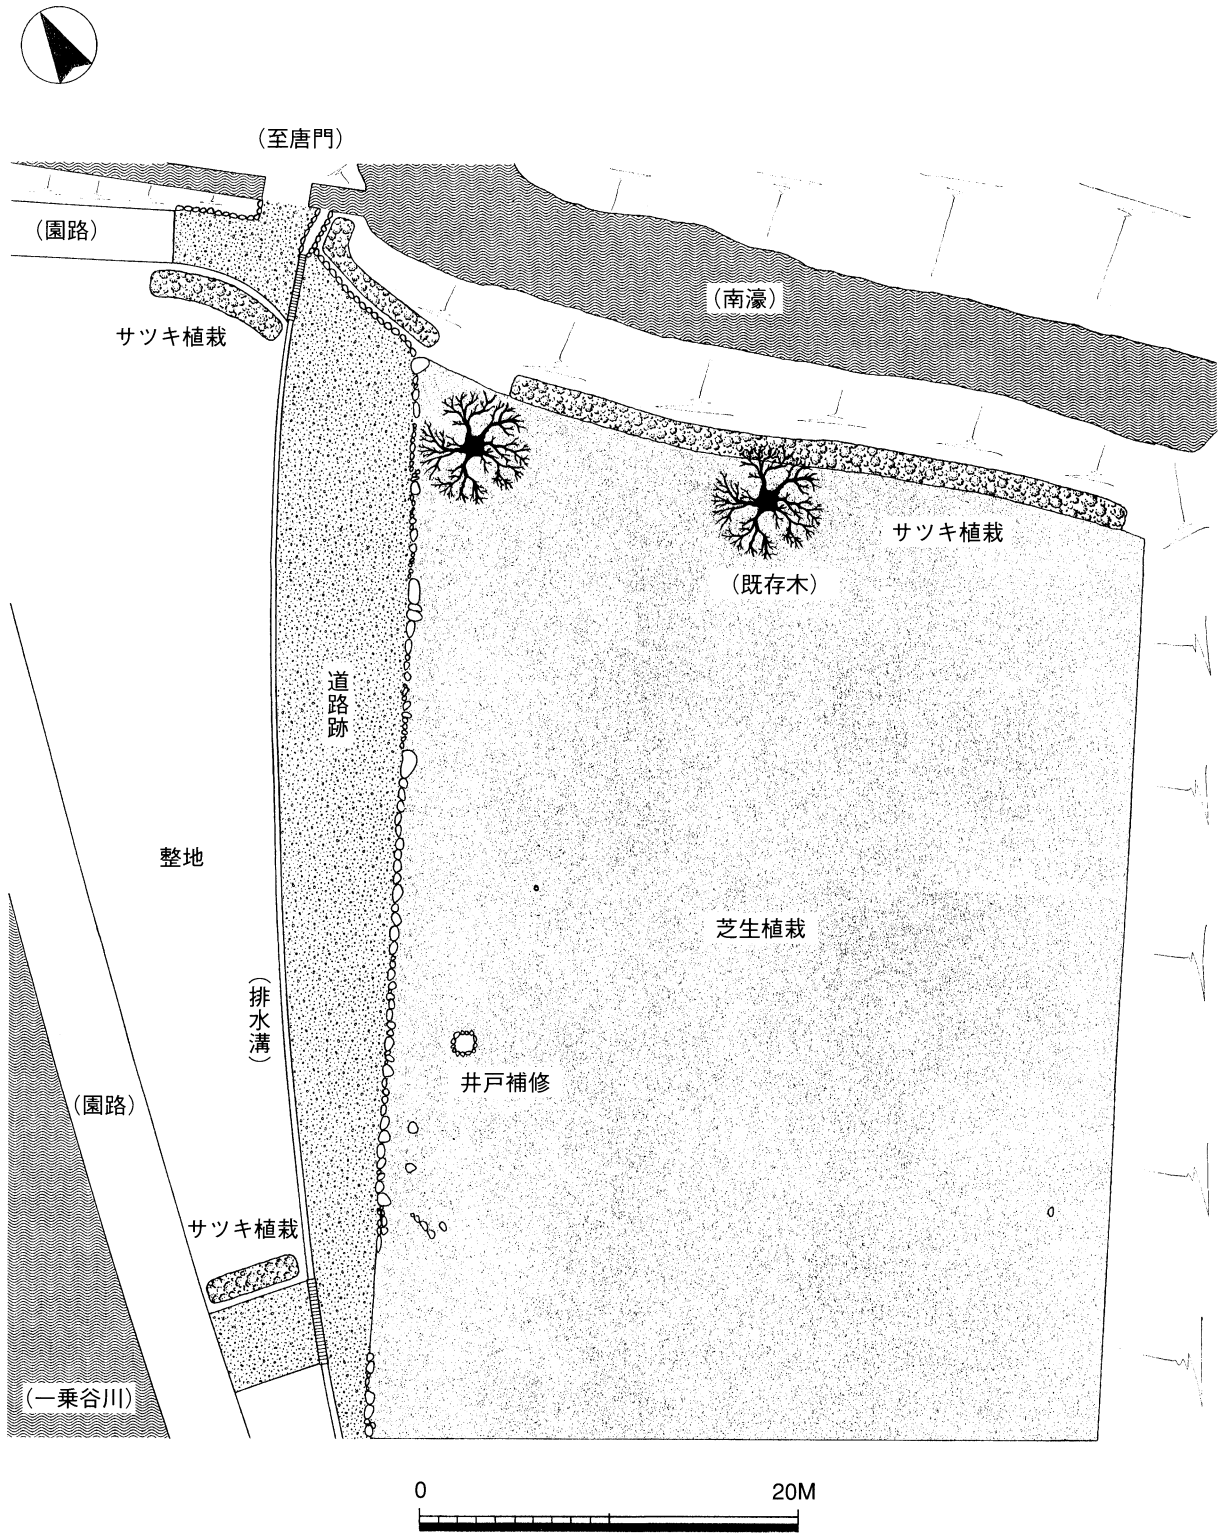 （至唐門）
（園路）
（南濠）
サツキ植栽
サツキ植栽
（既存木）
道路跡
整地
芝生植栽
（排水溝）
井戸補修
（園路）
サツキ植栽
（一乗谷川）
0
20M